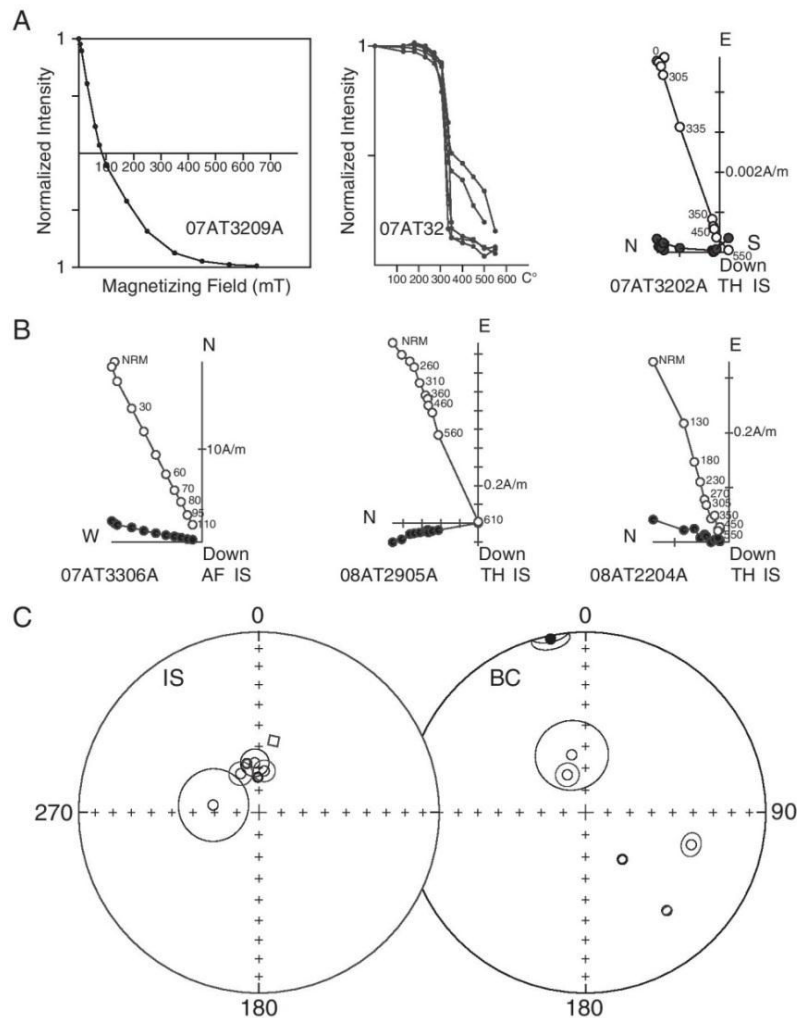 A
1
Normalized Intensity
100 200 300 400 500 600 700
07AT3209A
1
Magnetizing Field (mT)
1
Normalized Intensity
07AT32
100 200 300 400 500 600 C°
E
0
305
335
0.002A/m
350
450
N S
550
Down
07AT3202A TH IS
B
N
NRM
30
10A/m
60
70
80
95
110
W
Down
07AT3306A AF IS
E
NRM
260
310
360
460
560
0.2A/m
N
610
Down
08AT2905A TH IS
E
NRM
130
0.2A/m
180
230
270
305
350
450
550
N
Down
08AT2204A TH IS
C
0
IS
270
180
0
BC
90
180